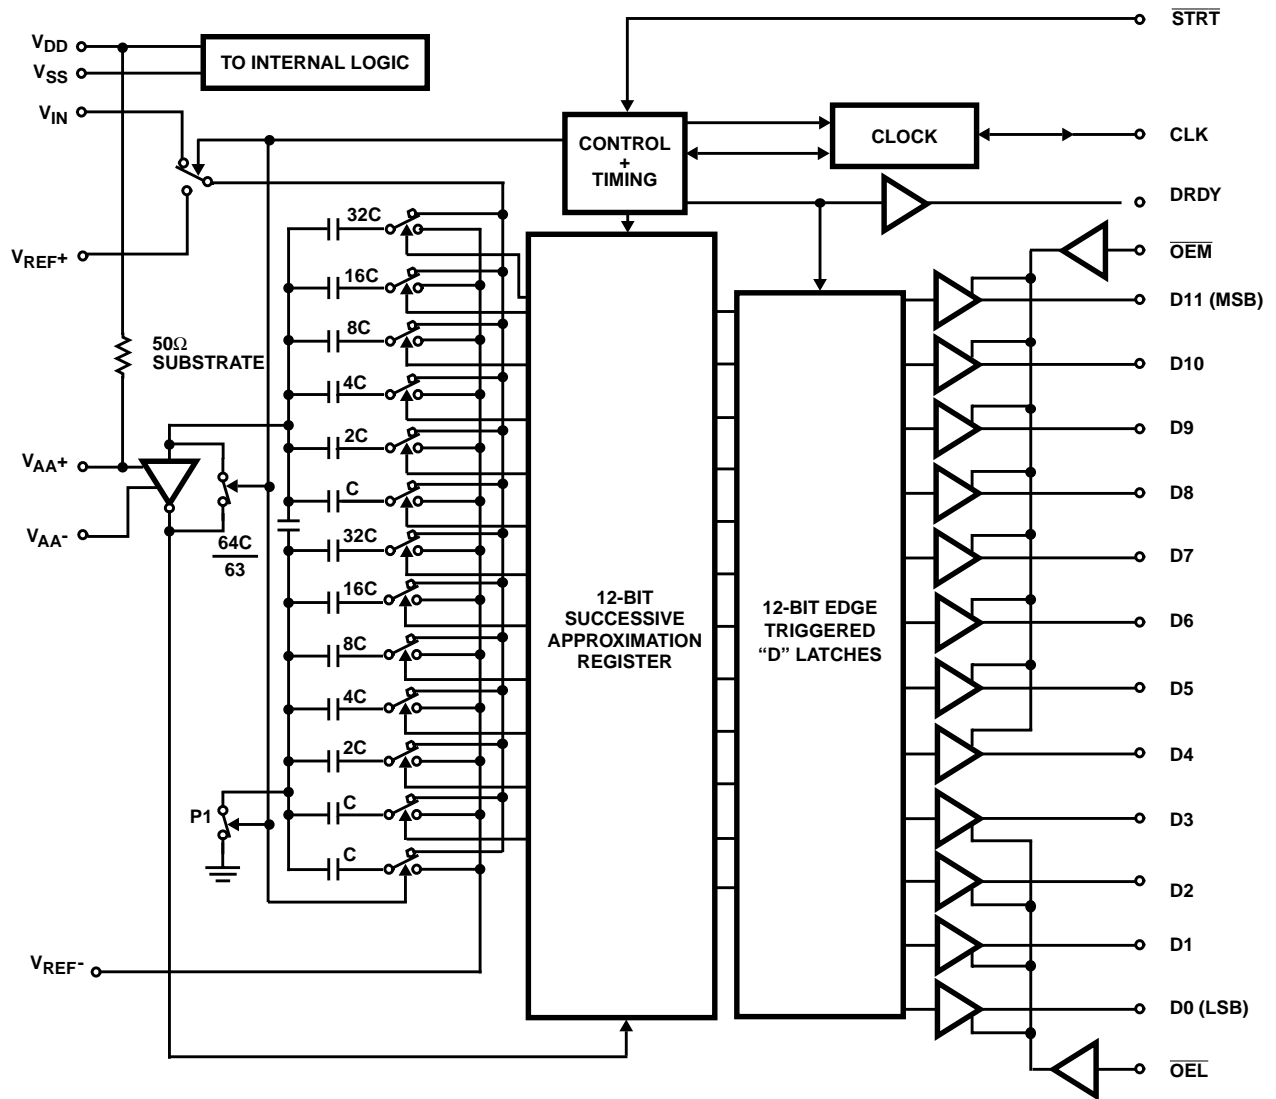 STRT
VDD
VSS
TO INTERNAL LOGIC
VIN
CONTROL
+
TIMING
CLOCK
CLK
DRDY
VREF+
OEM
32C
16C
8C
4C
2C
C
32C
16C
8C
4C
2C
C
C
50Ω
SUBSTRATE
VAA+
VAA-
64C
63
P1
VREF-
12-BIT
SUCCESSIVE
APPROXIMATION
REGISTER
12-BIT EDGE
TRIGGERED
“D” LATCHES
D11 (MSB)
D10
D9
D8
D7
D6
D5
D4
D3
D2
D1
D0 (LSB)
OEL